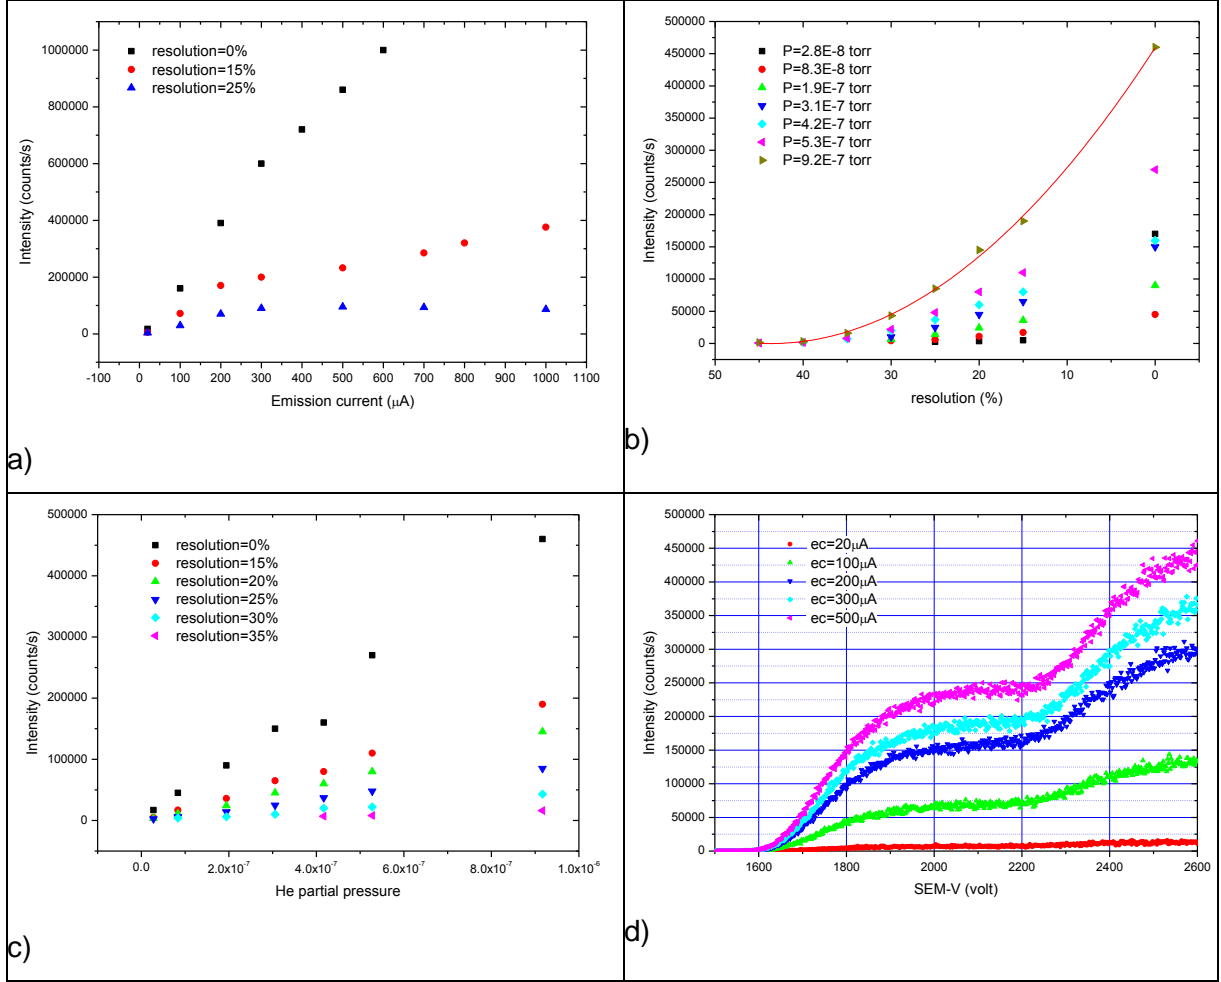 1000000
800000
600000
400000
200000
0
Intensity (counts/s)
resolution=0%
resolution=15%
resolution=25%
-100 0 100 200 300 400 500 600 700 800 900 1000 1100
Emission current (μA)
a)
500000
450000
400000
350000
300000
250000
200000
150000
100000
50000
0
Intensity (counts/s)
P=2.8E-8 torr
P=8.3E-8 torr
P=1.9E-7 torr
P=3.1E-7 torr
P=4.2E-7 torr
P=5.3E-7 torr
P=9.2E-7 torr
50 40 30 20 10 0
resolution (%)
b)
500000
400000
300000
200000
100000
0
Intensity (counts/s)
resolution=0%
resolution=15%
resolution=20%
resolution=25%
resolution=30%
resolution=35%
0.0 2.0x10⁻⁷ 4.0x10⁻⁷ 6.0x10⁻⁷ 8.0x10⁻⁷ 1.0x10⁻⁶
He partial pressure
c)
500000
450000
400000
350000
300000
250000
200000
150000
100000
50000
0
Intensity (counts/s)
ec=20μA
ec=100μA
ec=200μA
ec=300μA
ec=500μA
1600 1800 2000 2200 2400 2600
SEM-V (volt)
d)